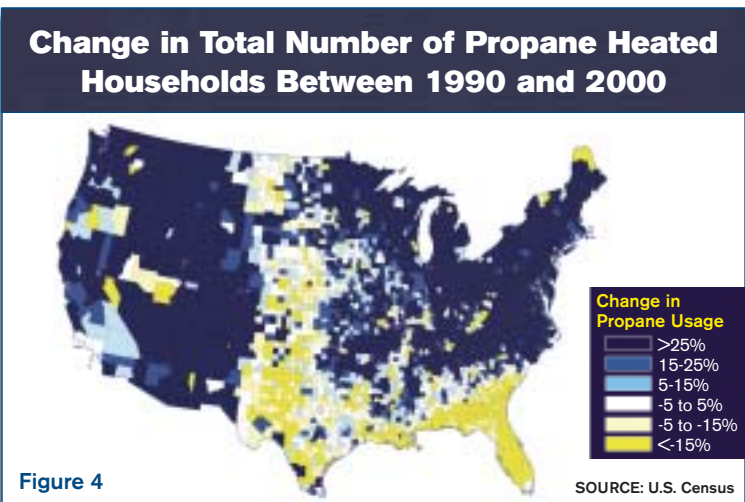 Change in Total Number of Propane Heated
Households Between 1990 and 2000
Change in
Propane Usage
>25%
15-25%
5-15%
-5 to 5%
-5 to -15%
<-15%
Figure 4
SOURCE: U.S. Census